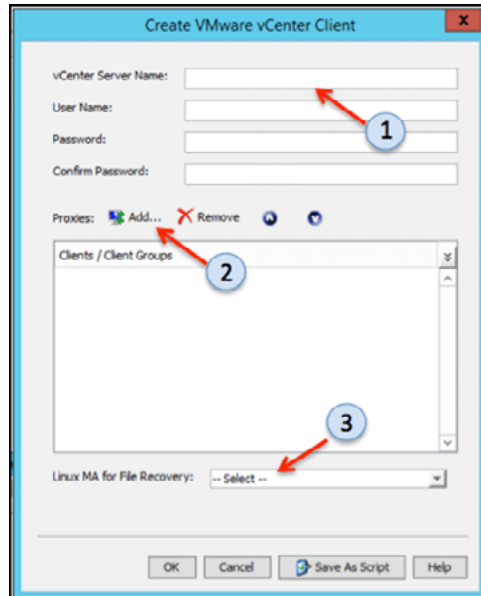 Create VMware vCenter Client
x
vCenter Server Name:
1
User Name:
Password:
Confirm Password:
Proxies: Add... Remove
2
Clients / Client Groups
3
Linux MA for File Recovery: -- Select --
OK Cancel Save As Script Help